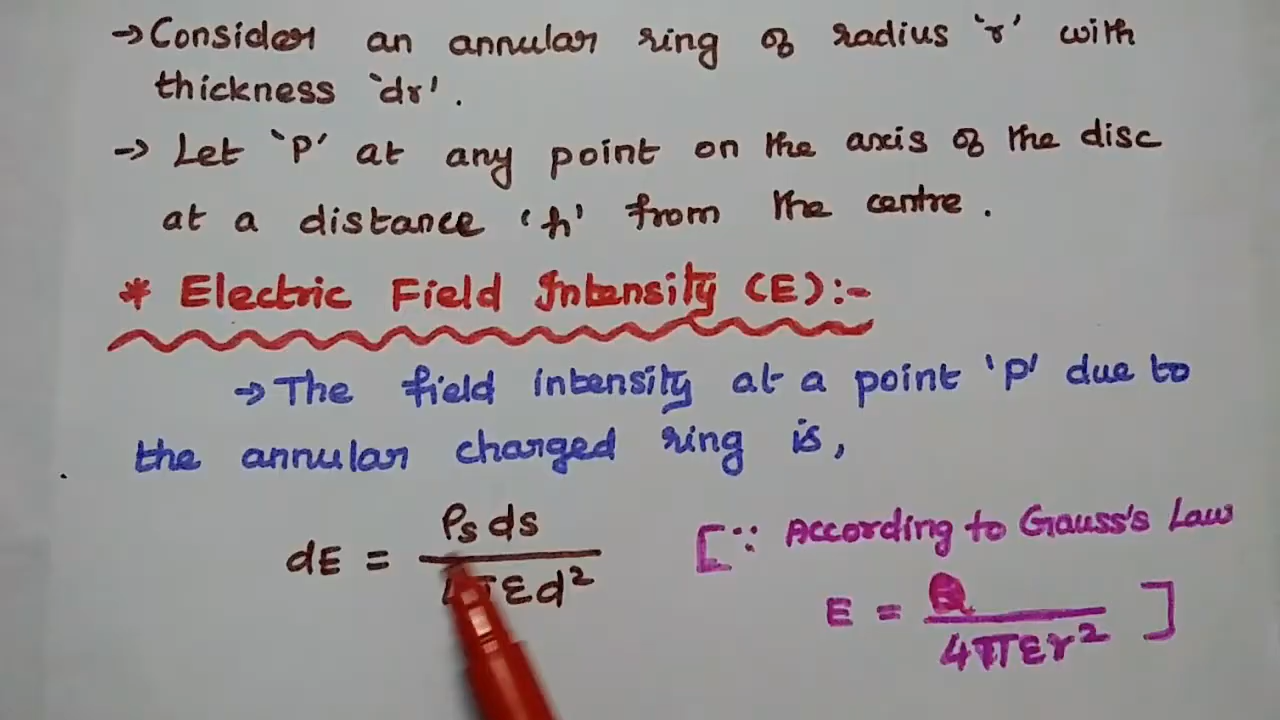 → Consider an annular ring of radius 'r' with
thickness 'dr'.
→ Let 'P' at any point on the axis of the disc
at a distance 'h' from the centre.
* Electric Field Intensity (E):-
→ The field intensity at a point 'P' due to
the annular charged ring is,
dE = ρs ds / 4πεd² [∵ According to Gauss's Law
E = Q / 4πεr² ]